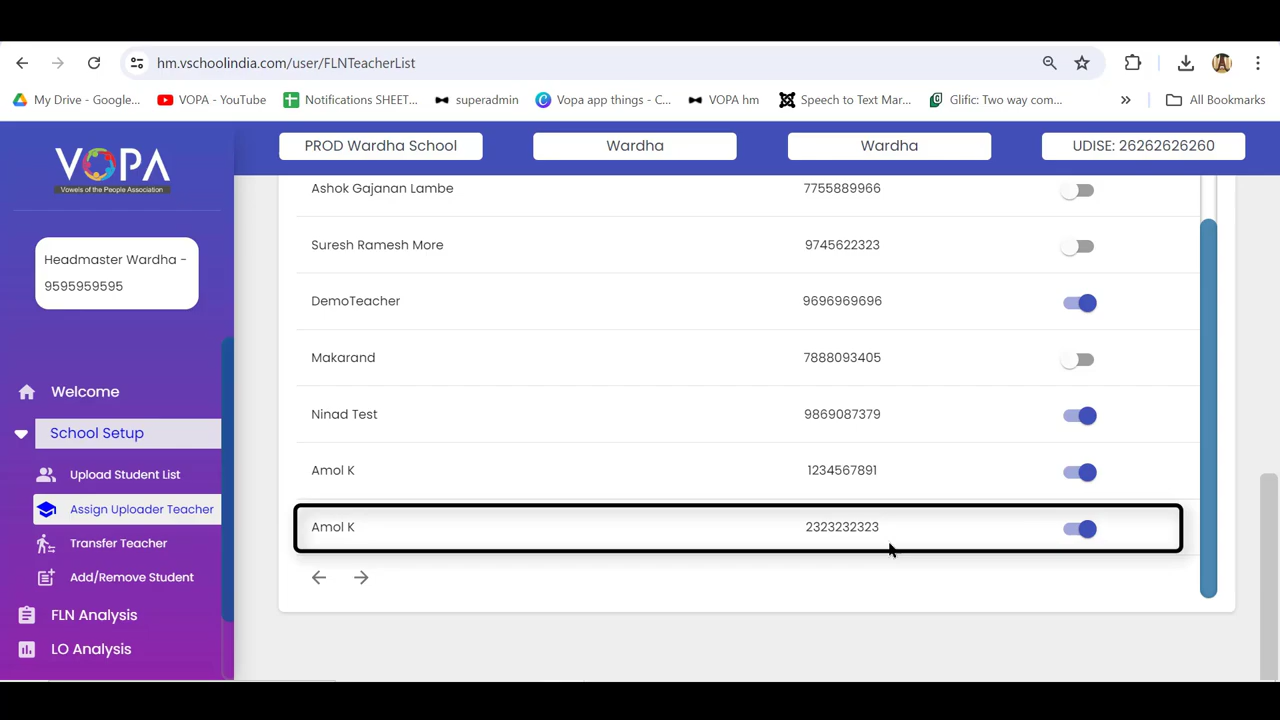 hm.vschoolindia.com/user/FLNTeacherList
My Drive - Google...
VOPA - YouTube
Notifications SHEET...
superadmin
Vopa app things - C...
VOPA hm
Speech to Text Mar...
Glific: Two way com...
All Bookmarks
VOPA
Vowels of the People Association
PROD Wardha School
Wardha
Wardha
UDISE: 26262626260
Headmaster Wardha -
9595959595
Welcome
School Setup
Upload Student List
Assign Uploader Teacher
Transfer Teacher
Add/Remove Student
FLN Analysis
LO Analysis
Ashok Gajanan Lambe 7755889966
Suresh Ramesh More 9745622323
DemoTeacher 9696969696
Makarand 7888093405
Ninad Test 9869087379
Amol K 1234567891
Amol K 2323232323